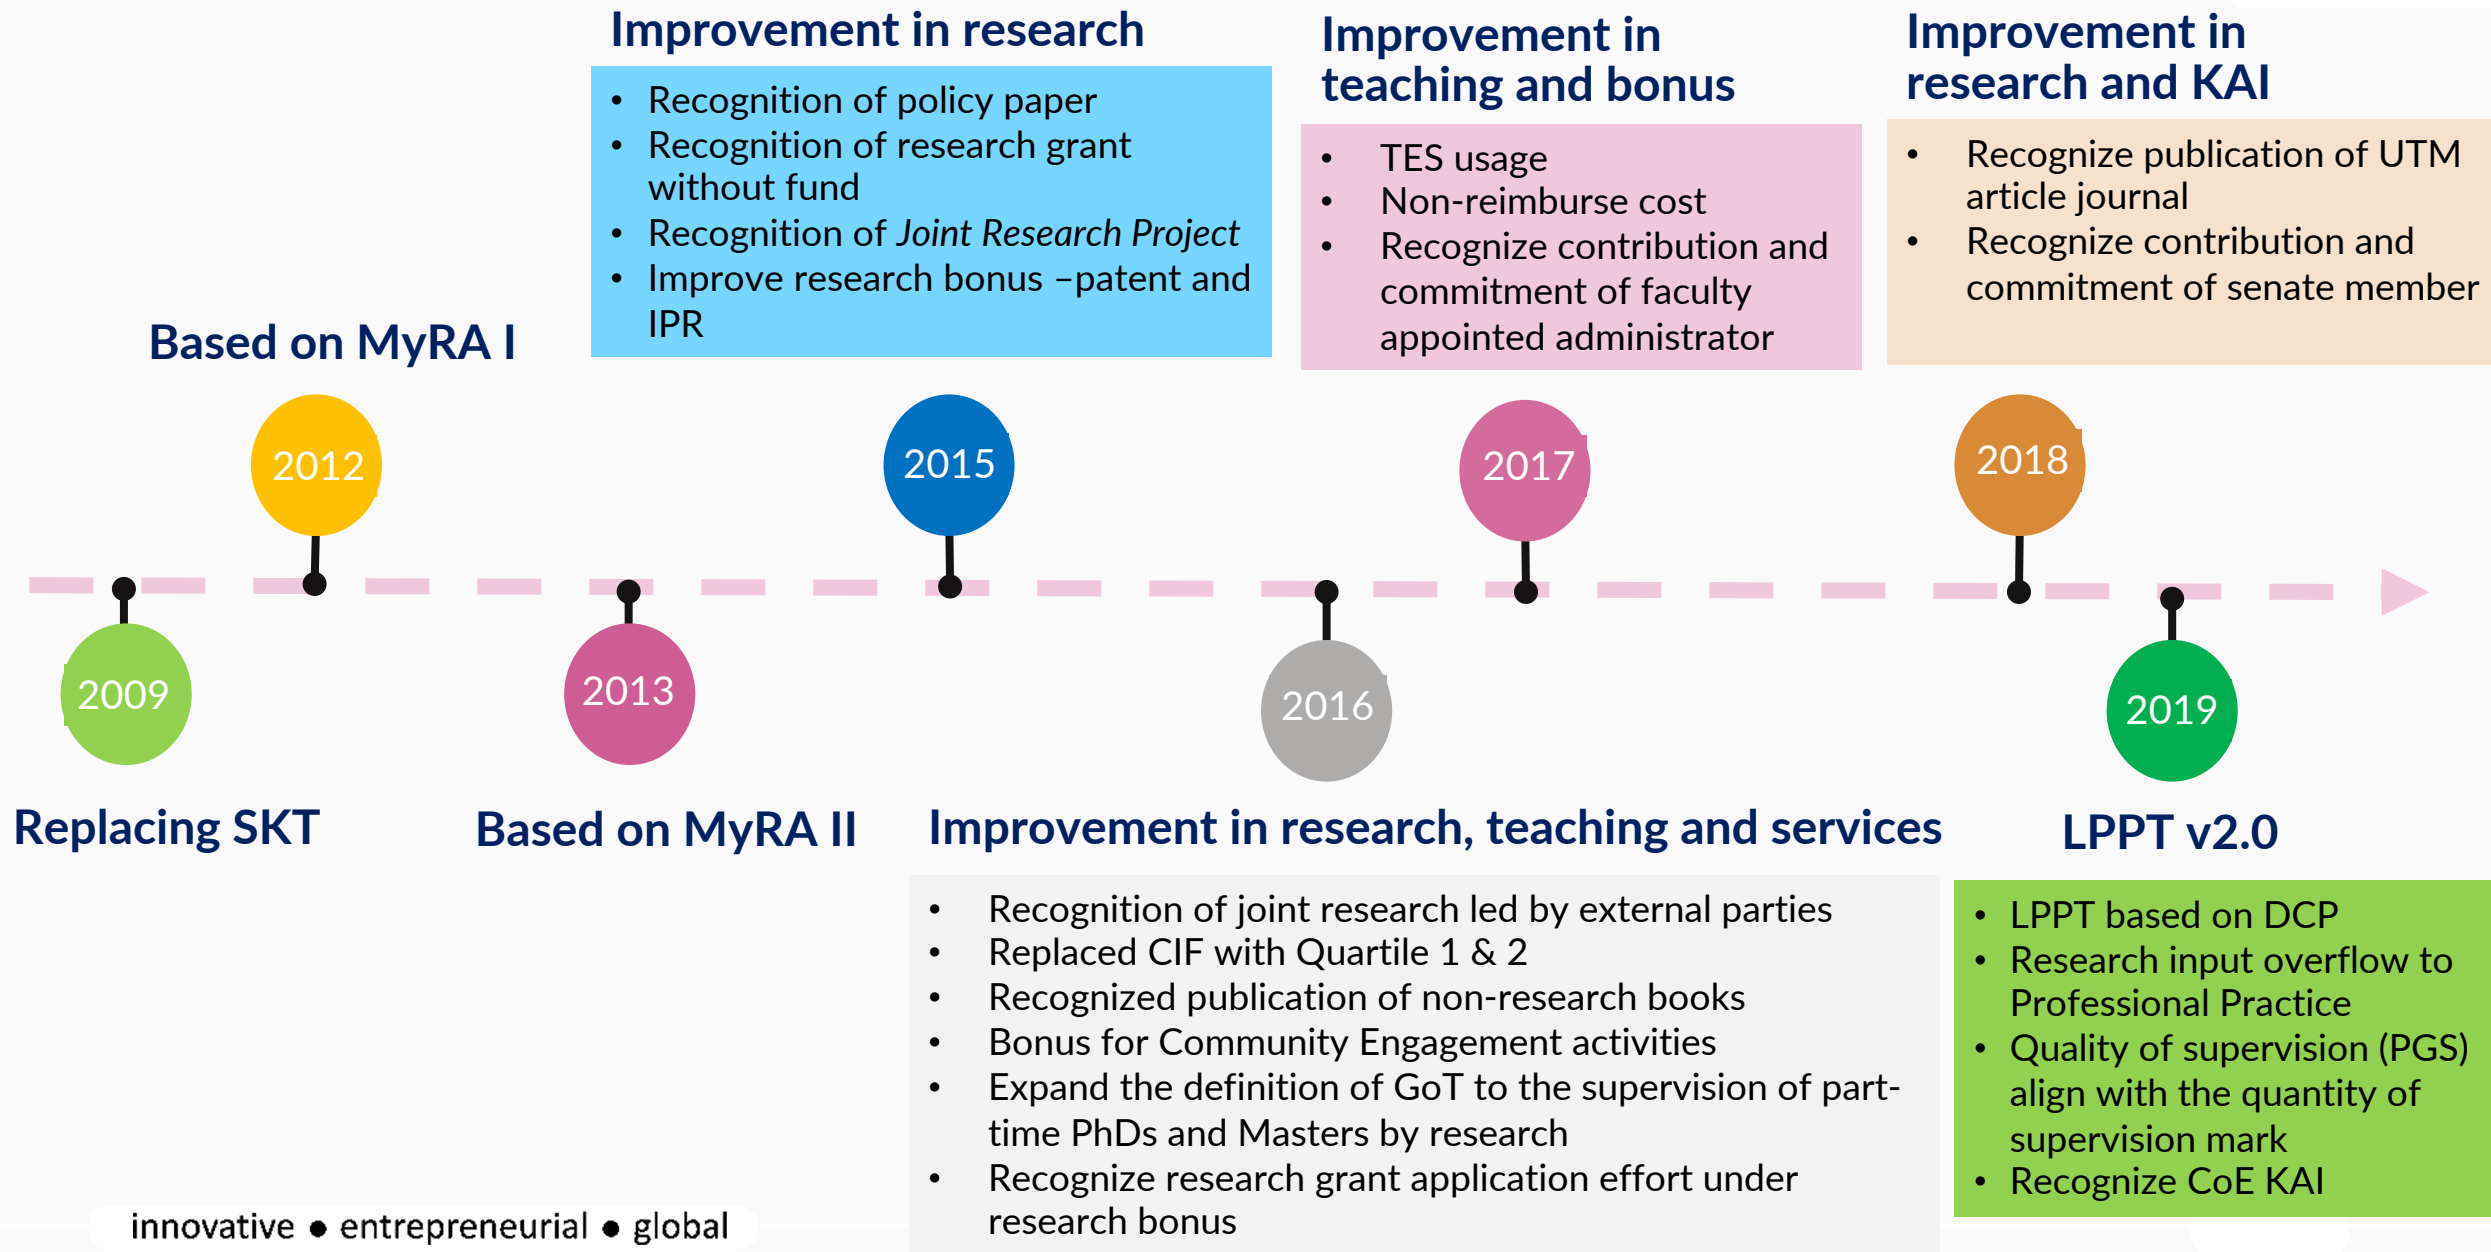 Improvement in research
• Recognition of policy paper
• Recognition of research grant
without fund
• Recognition of Joint Research Project
• Improve research bonus –patent and
IPR
Improvement in
teaching and bonus
• TES usage
• Non-reimburse cost
• Recognize contribution and
commitment of faculty
appointed administrator
Improvement in
research and KAI
• Recognize publication of UTM
article journal
• Recognize contribution and
commitment of senate member
Based on MyRA I
2012
2015
2017
2018
2009
2013
2016
2019
Replacing SKT
Based on MyRA II
Improvement in research, teaching and services
• Recognition of joint research led by external parties
• Replaced CIF with Quartile 1 & 2
• Recognized publication of non-research books
• Bonus for Community Engagement activities
• Expand the definition of GoT to the supervision of part-
time PhDs and Masters by research
• Recognize research grant application effort under
research bonus
LPPT v2.0
• LPPT based on DCP
• Research input overflow to
Professional Practice
• Quality of supervision (PGS)
align with the quantity of
supervision mark
• Recognize CoE KAI
innovative ● entrepreneurial ● global